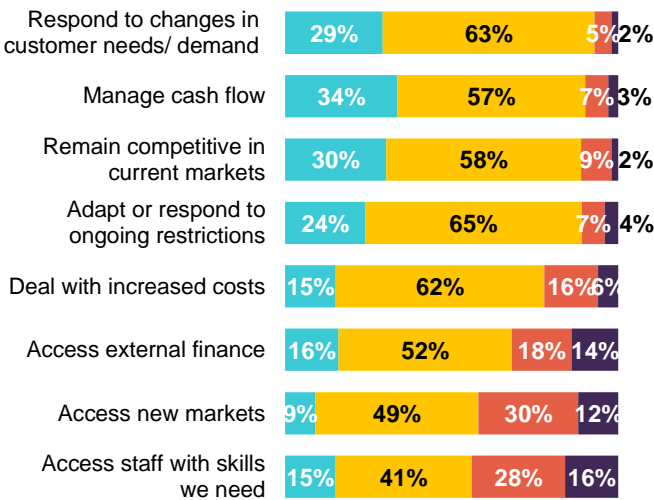 Respond to changes in
customer needs/ demand
29% 63% 5% 2%
Manage cash flow
34% 57% 7% 3%
Remain competitive in
current markets
30% 58% 9% 2%
Adapt or respond to
ongoing restrictions
24% 65% 7% 4%
Deal with increased costs
15% 62% 16% 6%
Access external finance
16% 52% 18% 14%
Access new markets
9% 49% 30% 12%
Access staff with skills
we need
15% 41% 28% 16%